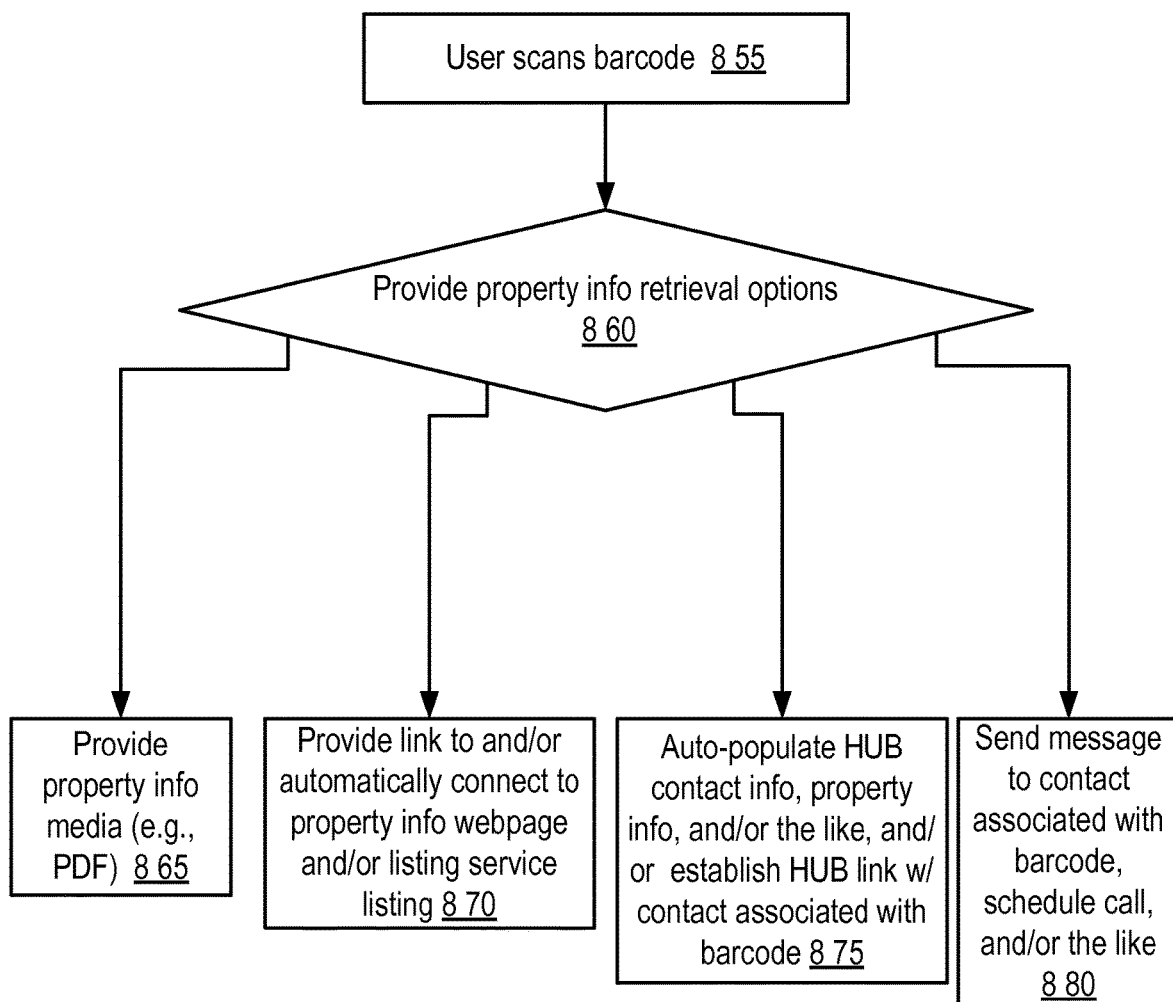 User scans barcode 8 55
Provide property info retrieval options
8 60
Provide
property info
media (e.g.,
PDF) 8 65
Provide link to and/or
automatically connect to
property info webpage
and/or listing service
listing 8 70
Auto-populate HUB
contact info, property
info, and/or the like, and/
or establish HUB link w/
contact associated with
barcode 8 75
Send message
to contact
associated with
barcode,
schedule call,
and/or the like
8 80